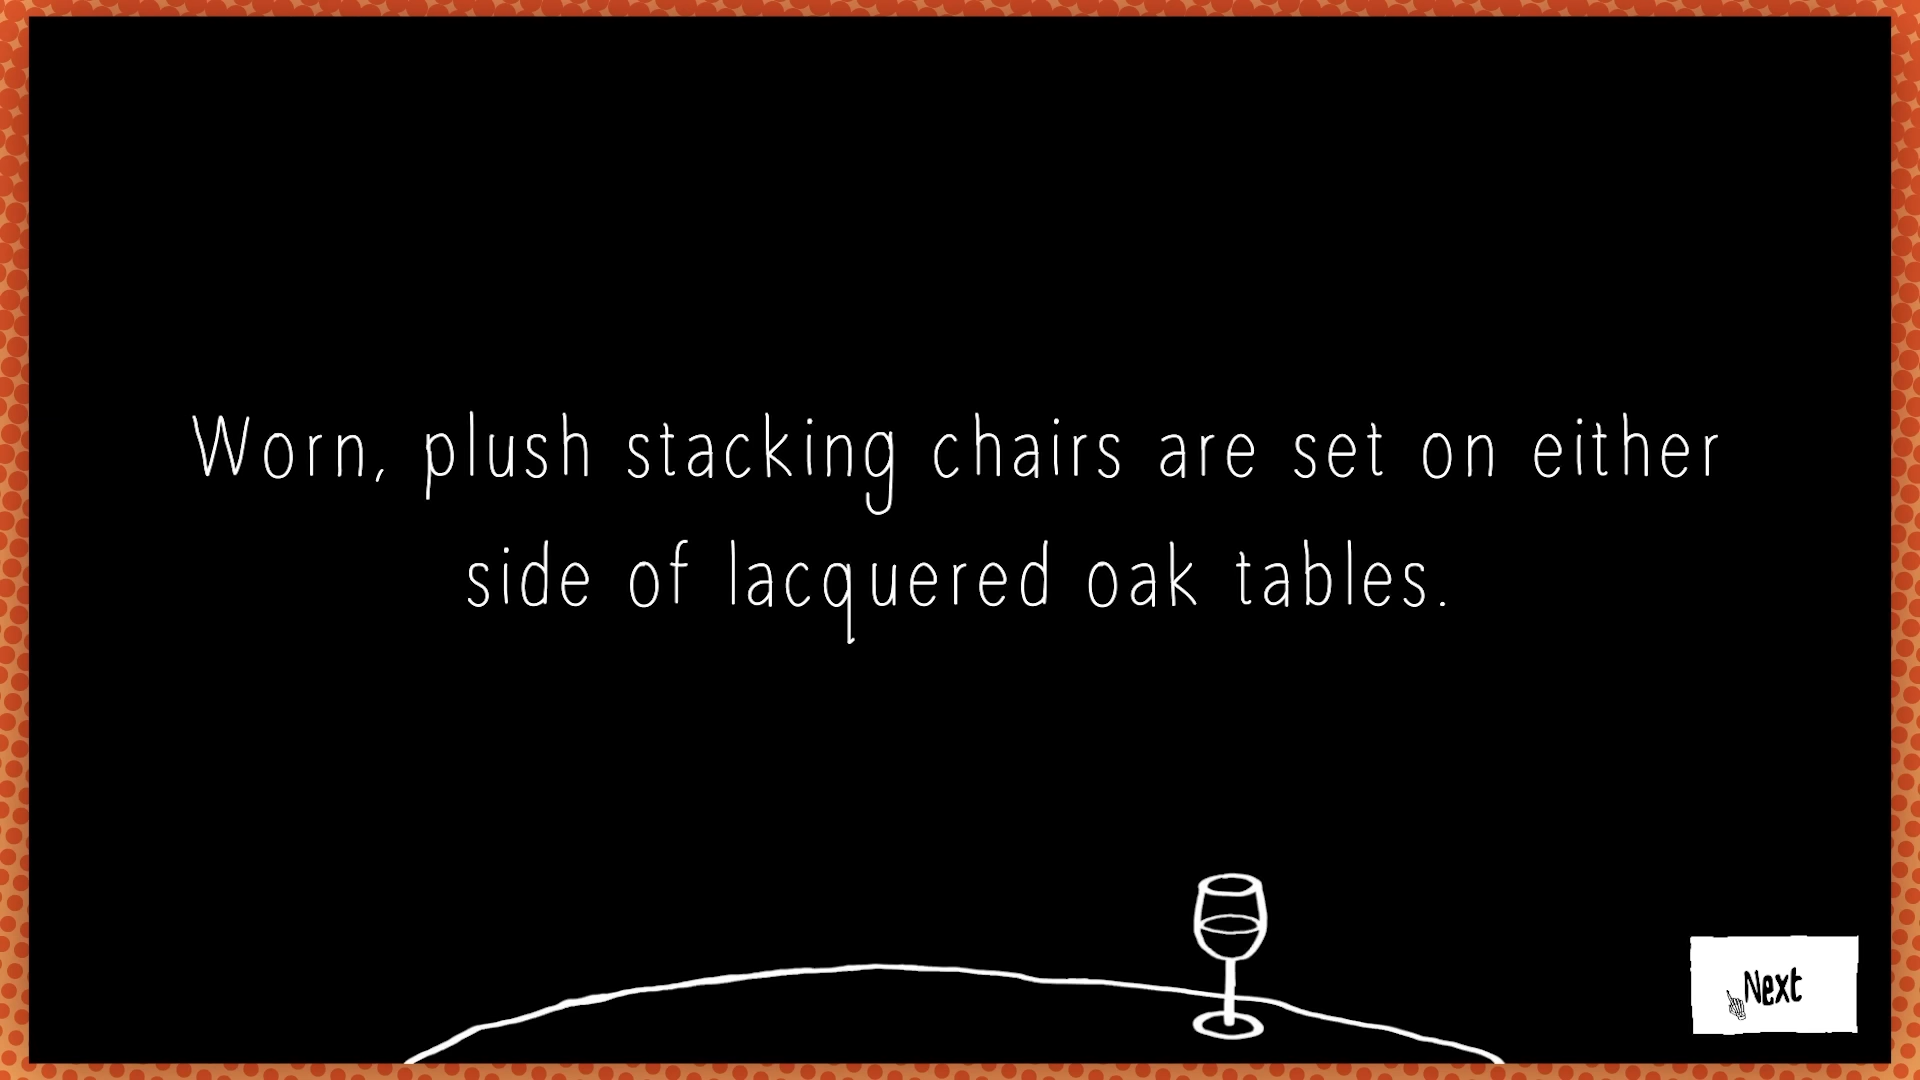 Worn, plush stacking chairs are set on either
side of lacquered oak tables.
Next